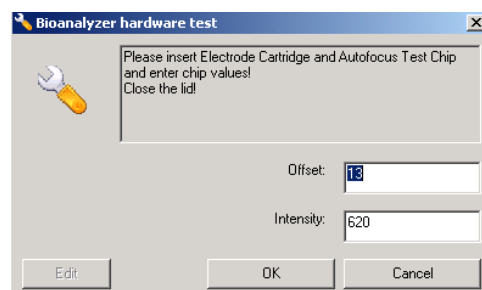 Bioanalyzer hardware test
Please insert Electrode Cartridge and Autofocus Test Chip
and enter chip values!
Close the lid!
Offset: 13
Intensity: 620
Edit OK Cancel